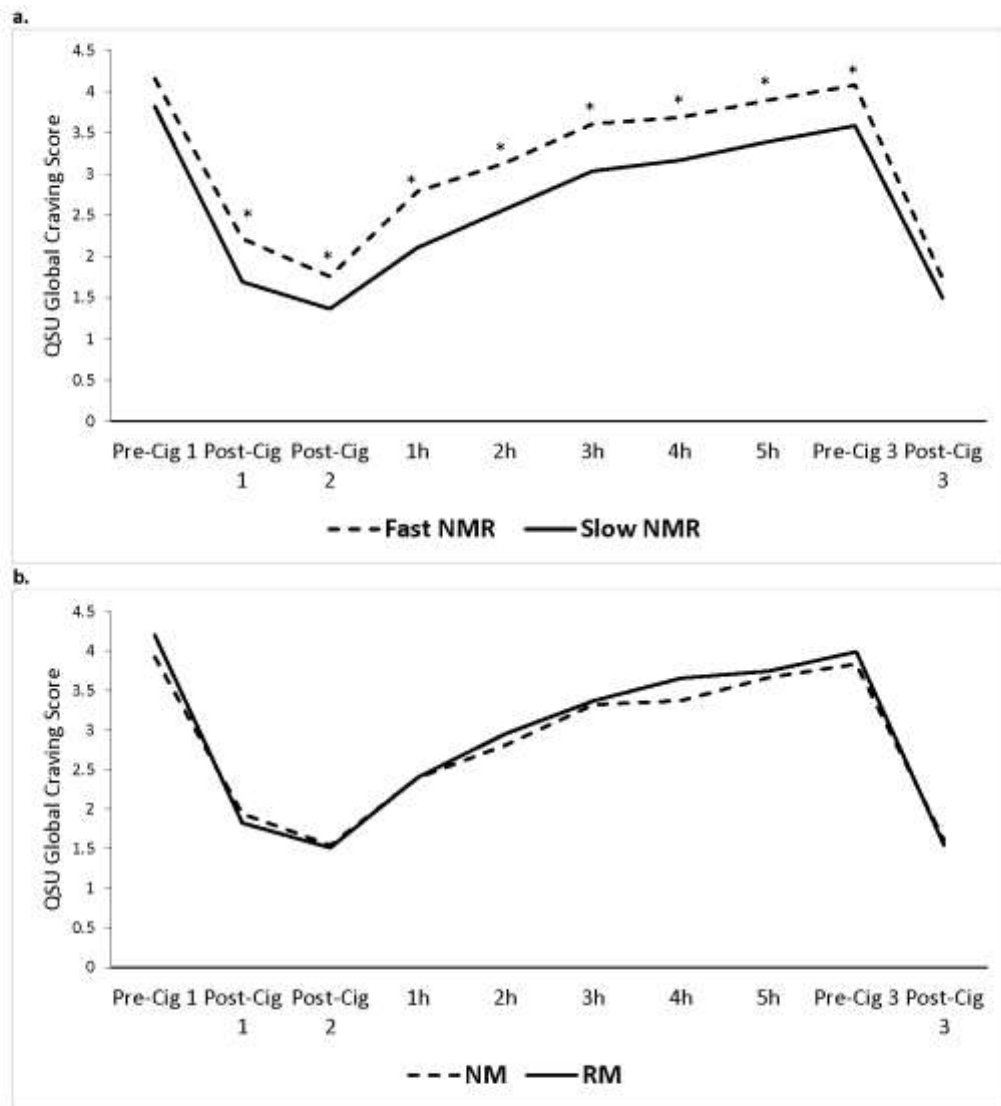 a.
QSU Global Craving Score
4.5
4
3.5
3
2.5
2
1.5
1
0.5
0
* * * * * * * *
Pre-Cig 1 Post-Cig 1 Post-Cig 2 1h 2h 3h 4h 5h Pre-Cig 3 Post-Cig 3
Fast NMR Slow NMR
b.
QSU Global Craving Score
4.5
4
3.5
3
2.5
2
1.5
1
0.5
0
Pre-Cig 1 Post-Cig 1 Post-Cig 2 1h 2h 3h 4h 5h Pre-Cig 3 Post-Cig 3
NM RM